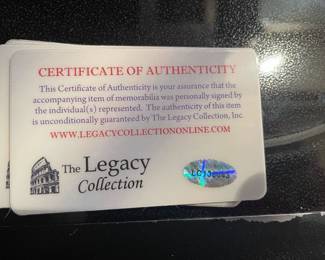 CERTIFICATE OF AUTHENTICITY
This Certificate of Authenticity is your assurance that the
accompanying item of memorabilia was personally signed by
the individual(s) represented. The authenticity of this item
is unconditionally guaranteed by The Legacy Collection, Inc.
WWW.LEGACYCOLLECTIONONLINE.COM
The Legacy
Collection